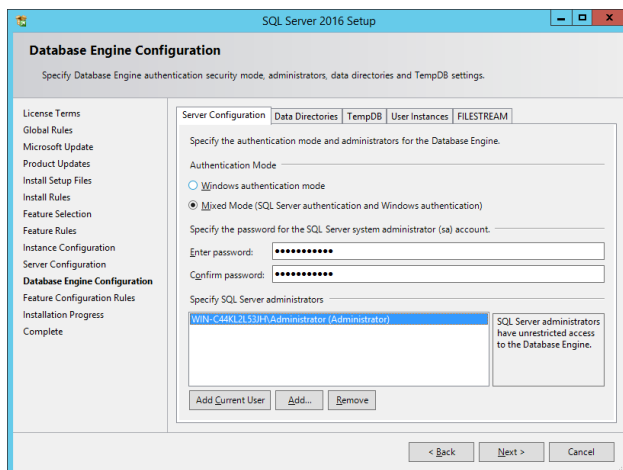 SQL Server 2016 Setup
Database Engine Configuration
Specify Database Engine authentication security mode, administrators, data directories and TempDB settings.
License Terms
Global Rules
Microsoft Update
Product Updates
Install Setup Files
Install Rules
Feature Selection
Feature Rules
Instance Configuration
Server Configuration
Database Engine Configuration
Feature Configuration Rules
Installation Progress
Complete
Server Configuration Data Directories TempDB User Instances FILESTREAM
Specify the authentication mode and administrators for the Database Engine.
Authentication Mode
Windows authentication mode
Mixed Mode (SQL Server authentication and Windows authentication)
Specify the password for the SQL Server system administrator (sa) account.
Enter password: ●●●●●●●●●●●
Confirm password: ●●●●●●●●●●●
Specify SQL Server administrators
WIN-C44KL2L53JH\Administrator (Administrator)
SQL Server administrators
have unrestricted access
to the Database Engine.
Add Current User Add... Remove
< Back Next > Cancel